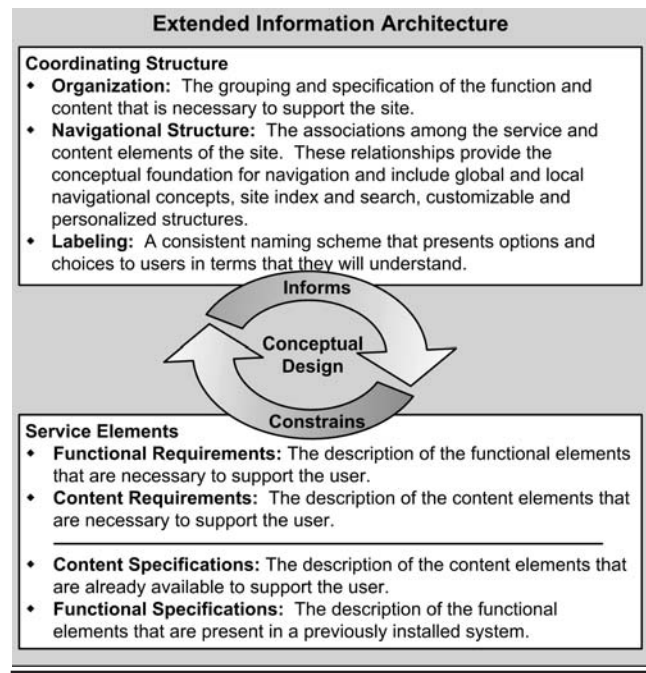 Extended Information Architecture
Coordinating Structure
◆ Organization: The grouping and specification of the function and
content that is necessary to support the site.
◆ Navigational Structure: The associations among the service and
content elements of the site. These relationships provide the
conceptual foundation for navigation and include global and local
navigational concepts, site index and search, customizable and
personalized structures.
◆ Labeling: A consistent naming scheme that presents options and
choices to users in terms that they will understand.
Informs
Conceptual
Design
Constrains
Service Elements
◆ Functional Requirements: The description of the functional elements
that are necessary to support the user.
◆ Content Requirements: The description of the content elements that
are necessary to support the user.
◆ Content Specifications: The description of the content elements that
are already available to support the user.
◆ Functional Specifications: The description of the functional
elements that are present in a previously installed system.